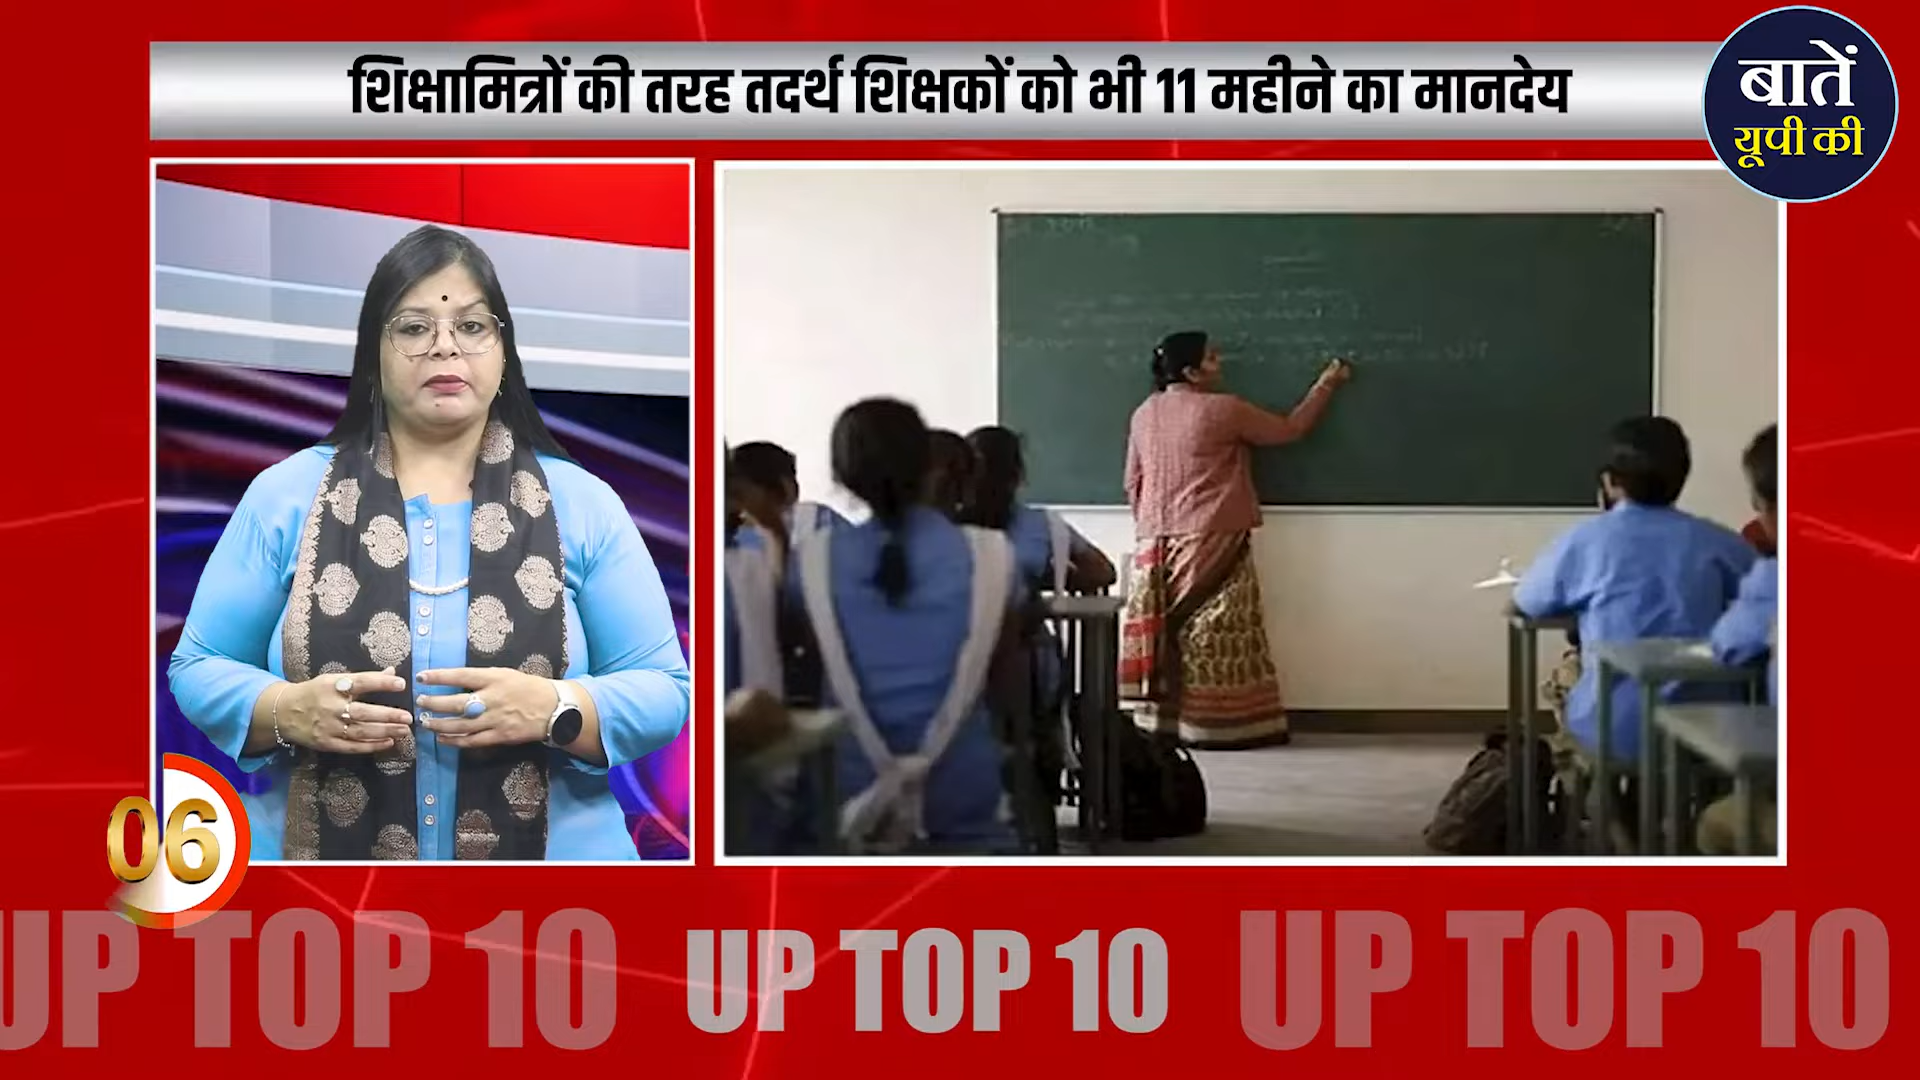 शिक्षामित्रों की तरह तदर्थ शिक्षकों को भी 11 महीने का मानदेय
बातें
यूपी की
06
UP TOP 10
UP TOP 10
UP TOP 10